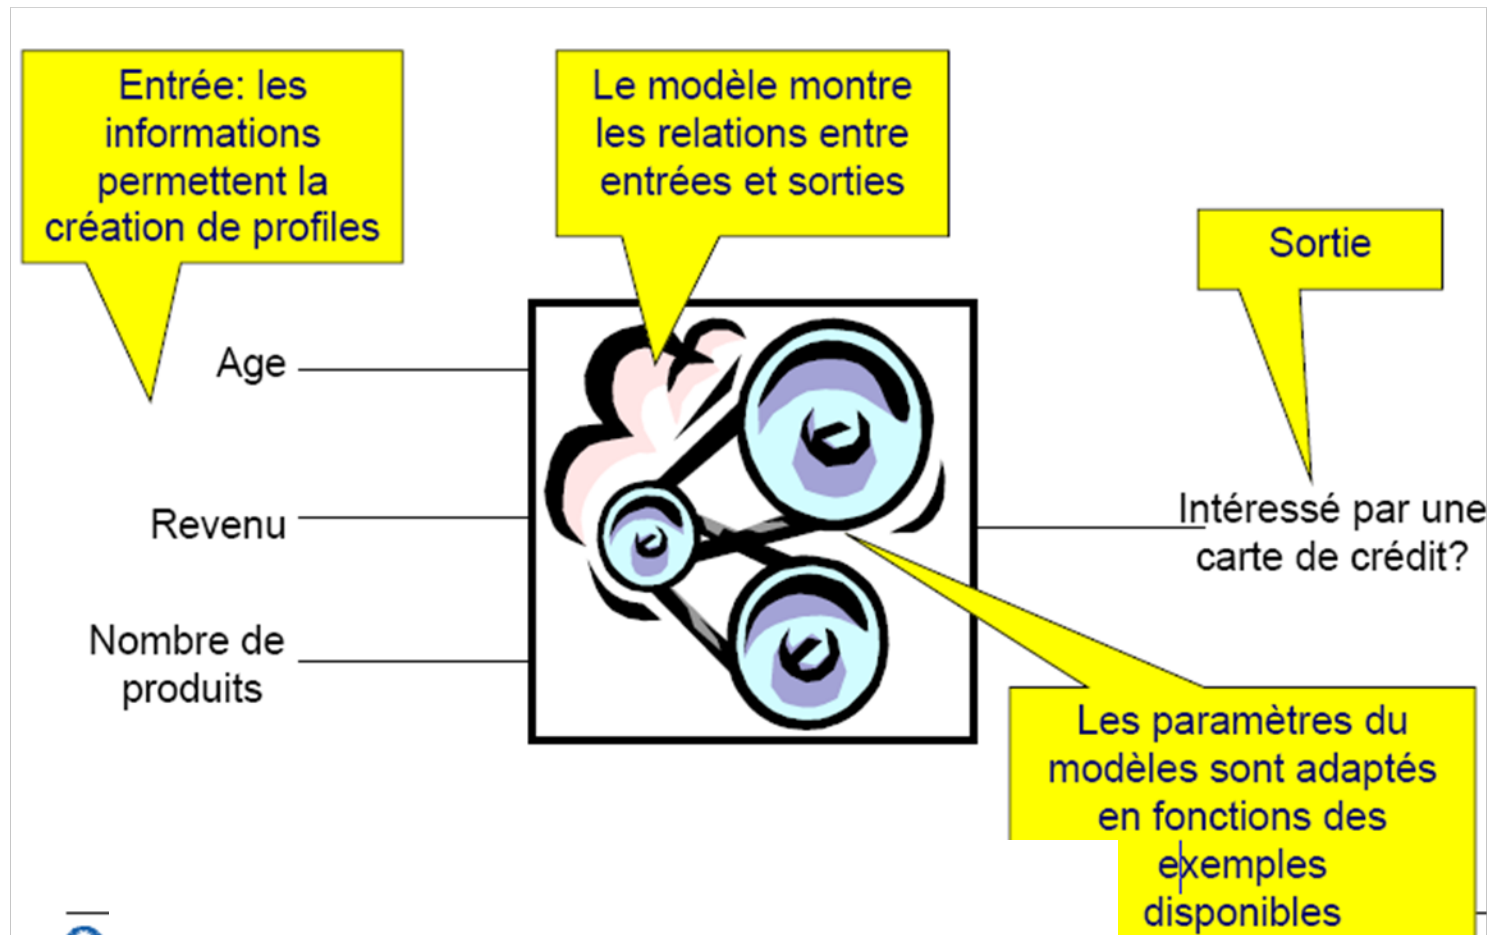 Entrée: les
informations
permettent la
création de profiles
Le modèle montre
les relations entre
entrées et sorties
Sortie
Age
Revenu
Nombre de
produits
Intéressé par une
carte de crédit?
Les paramètres du
modèles sont adaptés
en fonctions des
exemples
disponibles